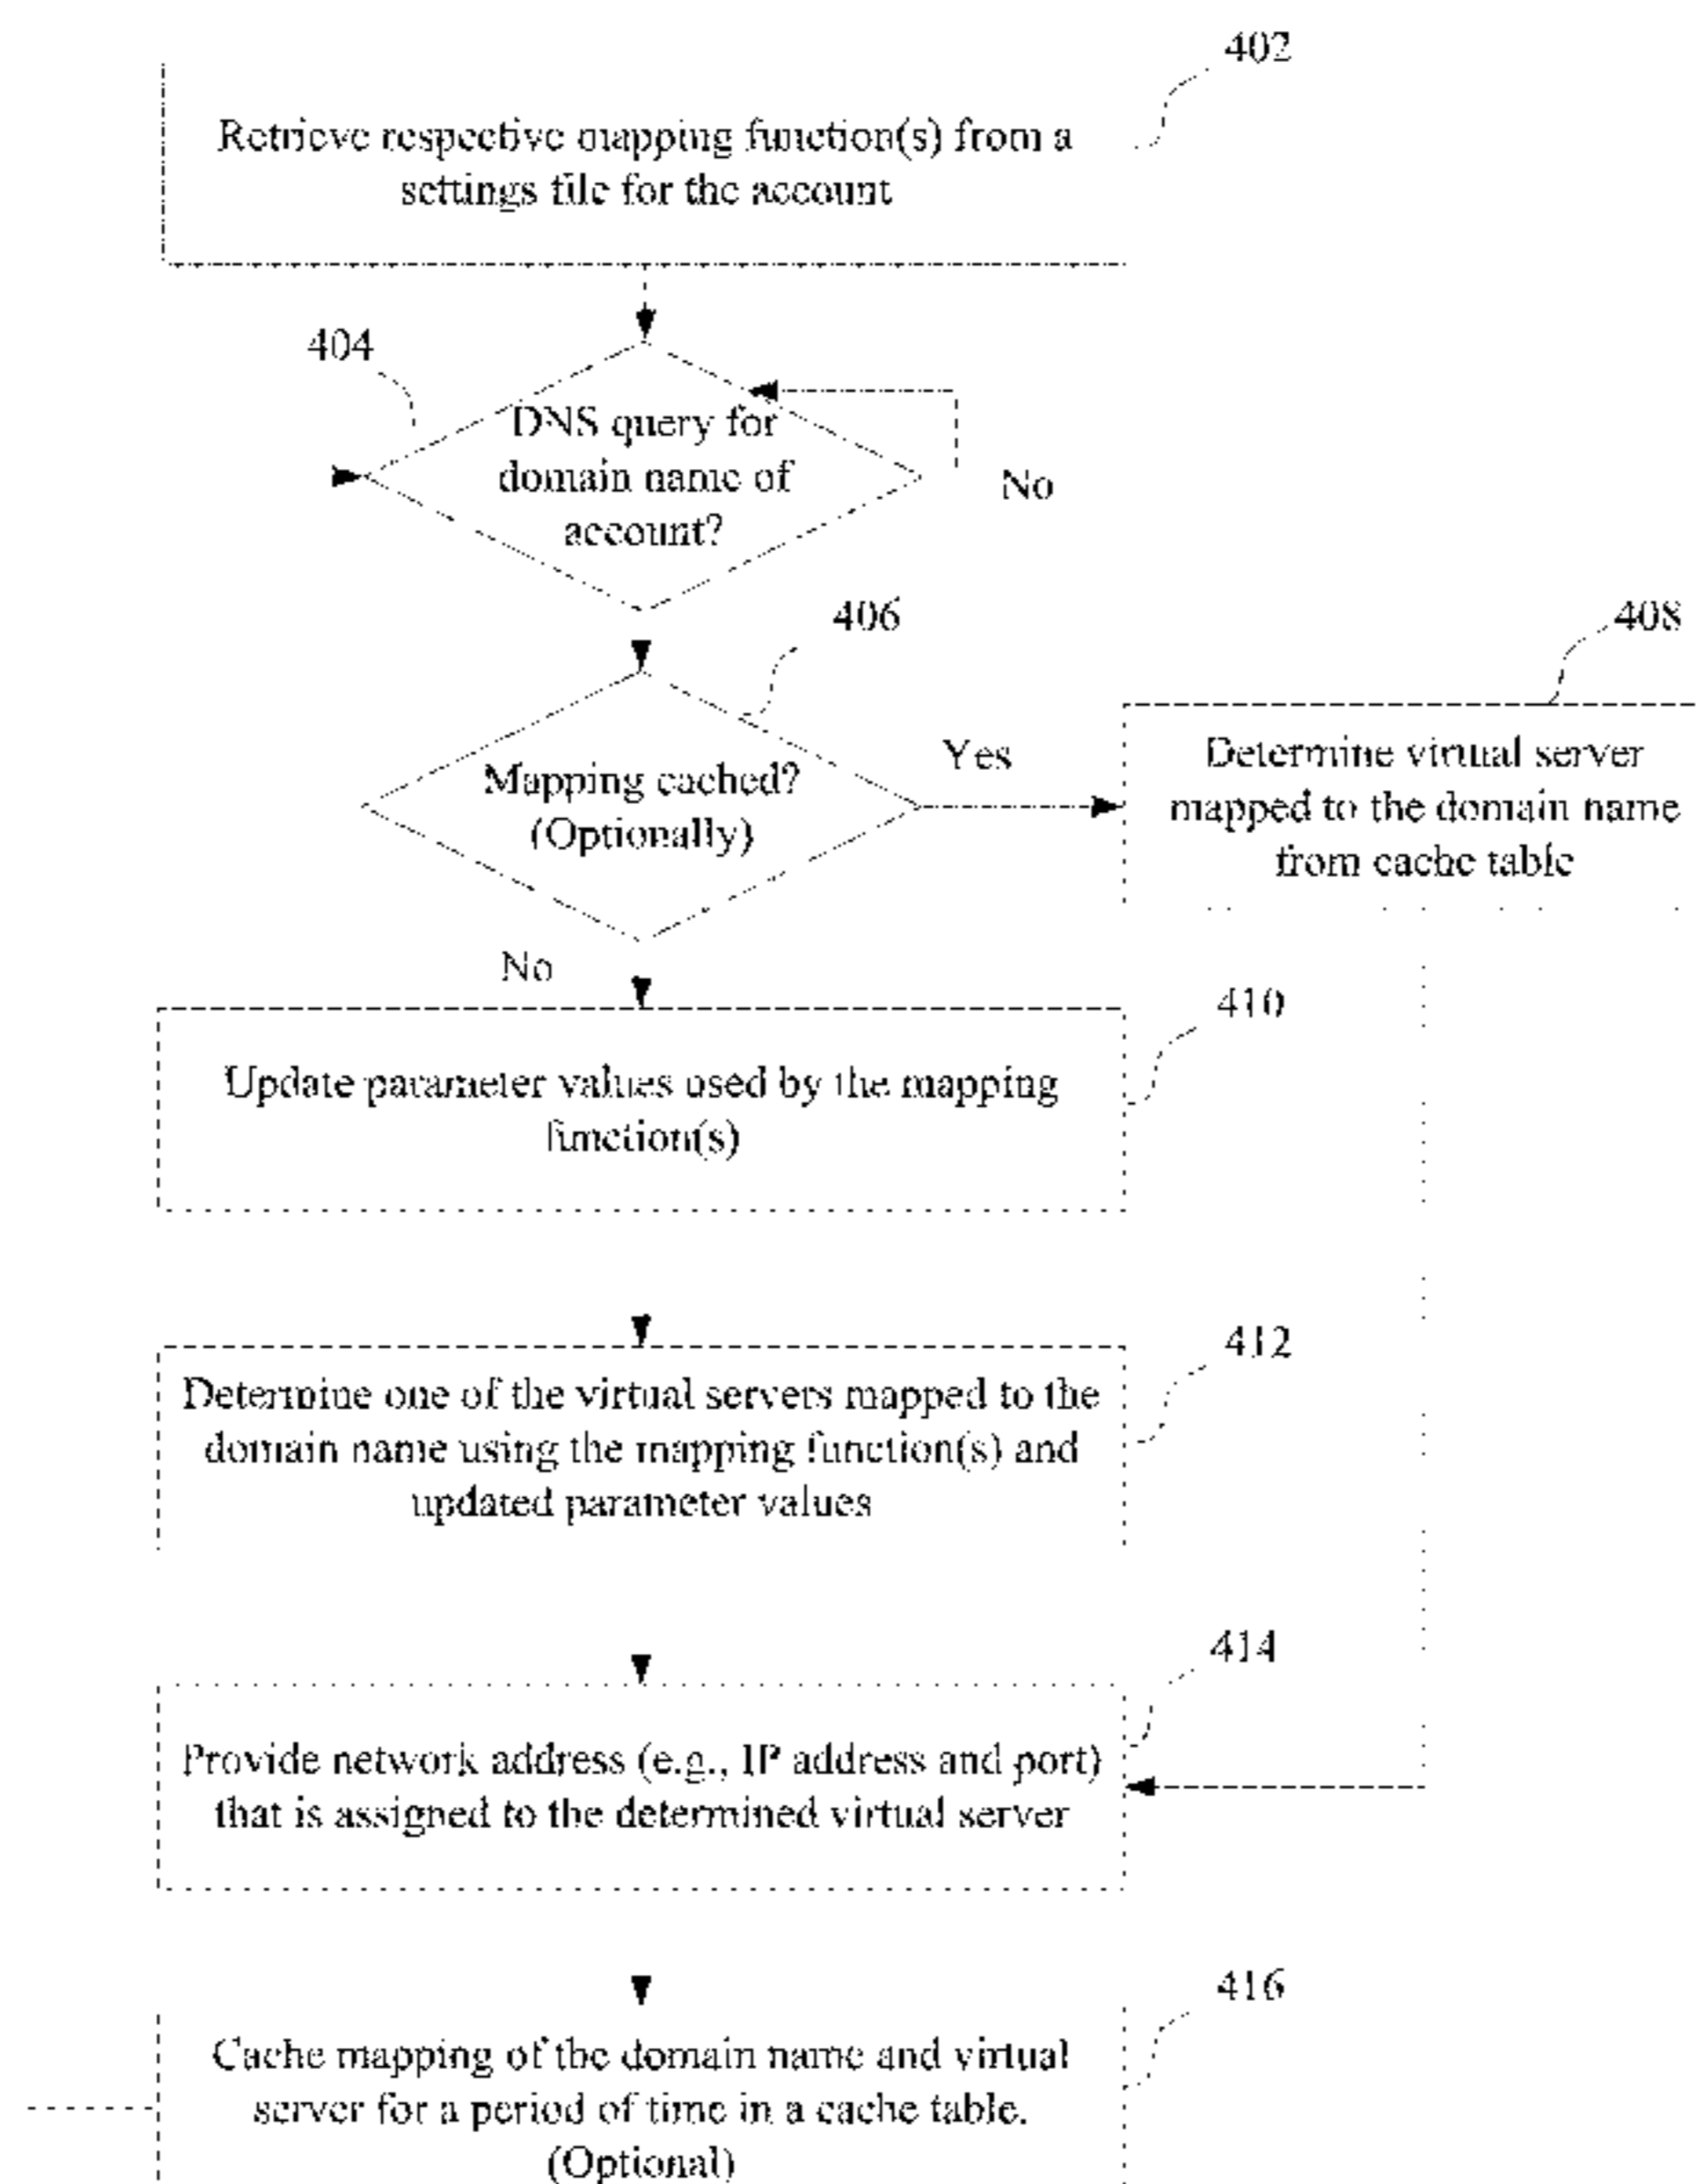 402
Retrieve respective mapping function(s) from a
settings file for the account
404
DNS query for
domain name of
account?
No
406
408
Mapping cached?
(Optionally)
Yes
Determine virtual server
mapped to the domain name
from cache table
No
410
Update parameter values used by the mapping
function(s)
412
Determine one of the virtual servers mapped to the
domain name using the mapping function(s) and
updated parameter values
414
Provide network address (e.g., IP address and port)
that is assigned to the determined virtual server
416
Cache mapping of the domain name and virtual
server for a period of time in a cache table.
(Optional)